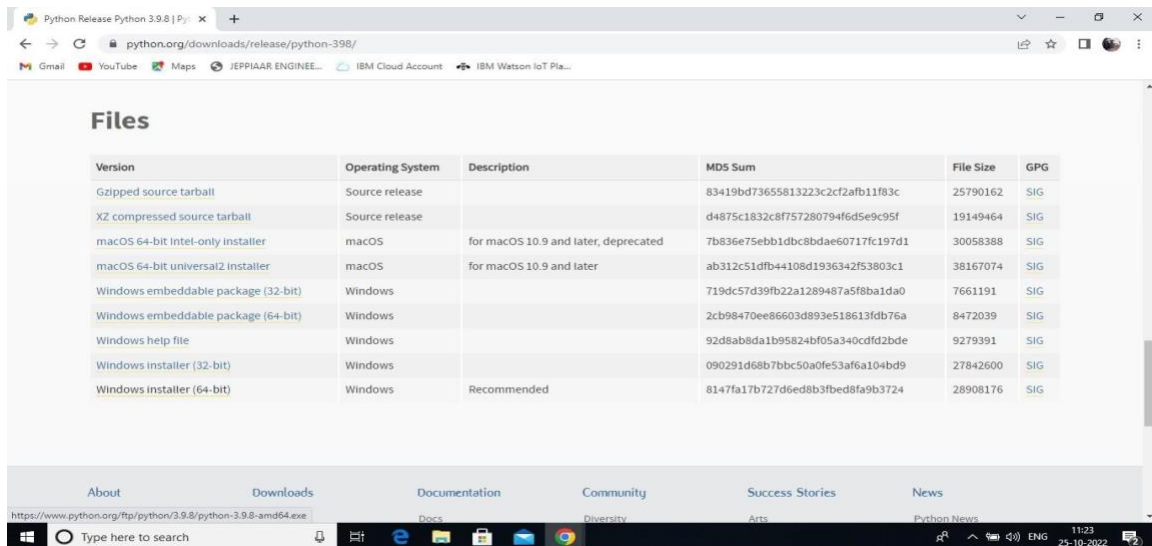 Python Release Python 3.9.8 | Py
python.org/downloads/release/python-398/
Gmail YouTube Maps JEPPIAAR ENGINEE... IBM Cloud Account IBM Watson IoT Pla...
Files
Version Operating System Description MD5 Sum File Size GPG
Gzipped source tarball Source release 83419bd73655813223c2cf2afb11f83c 25790162 SIG
XZ compressed source tarball Source release d4875c1832c8f757280794f6d5e9c95f 19149464 SIG
macOS 64-bit Intel-only installer macOS for macOS 10.9 and later, deprecated 7b836e75ebb1dbc8bdae60717fc197d1 30058388 SIG
macOS 64-bit universal2 installer macOS for macOS 10.9 and later ab312c51dfb44108d1936342f53803c1 38167074 SIG
Windows embeddable package (32-bit) Windows 719dc57d39fb22a1289487a5f8ba1da0 7661191 SIG
Windows embeddable package (64-bit) Windows 2cb98470ee86603d893e518613fdb76a 8472039 SIG
Windows help file Windows 92d8ab8da1b95824bf05a340cdfd2bde 9279391 SIG
Windows installer (32-bit) Windows 090291d68b7bbc50a0fe53af6a104bd9 27842600 SIG
Windows installer (64-bit) Windows Recommended 8147fa17b727d6ed8b3fbed8fa9b3724 28908176 SIG
About Downloads Documentation Community Success Stories News
https://www.python.org/ftp/python/3.9.8/python-3.9.8-amd64.exe Docs Diversity Arts Python News
Type here to search ENG 11:23
25-10-2022